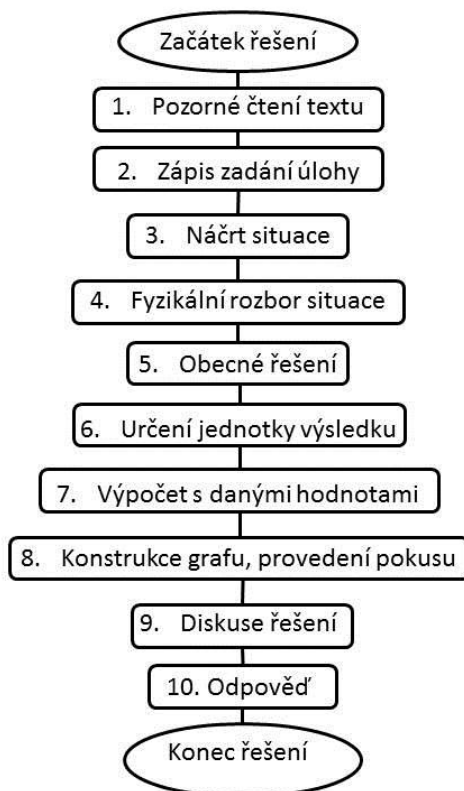 Začátek řešení
1. Pozorné čtení textu
2. Zápis zadání úlohy
3. Náčrt situace
4. Fyzikální rozbor situace
5. Obecné řešení
6. Určení jednotky výsledku
7. Výpočet s danými hodnotami
8. Konstrukce grafu, provedení pokusu
9. Diskuse řešení
10. Odpověď
Konec řešení